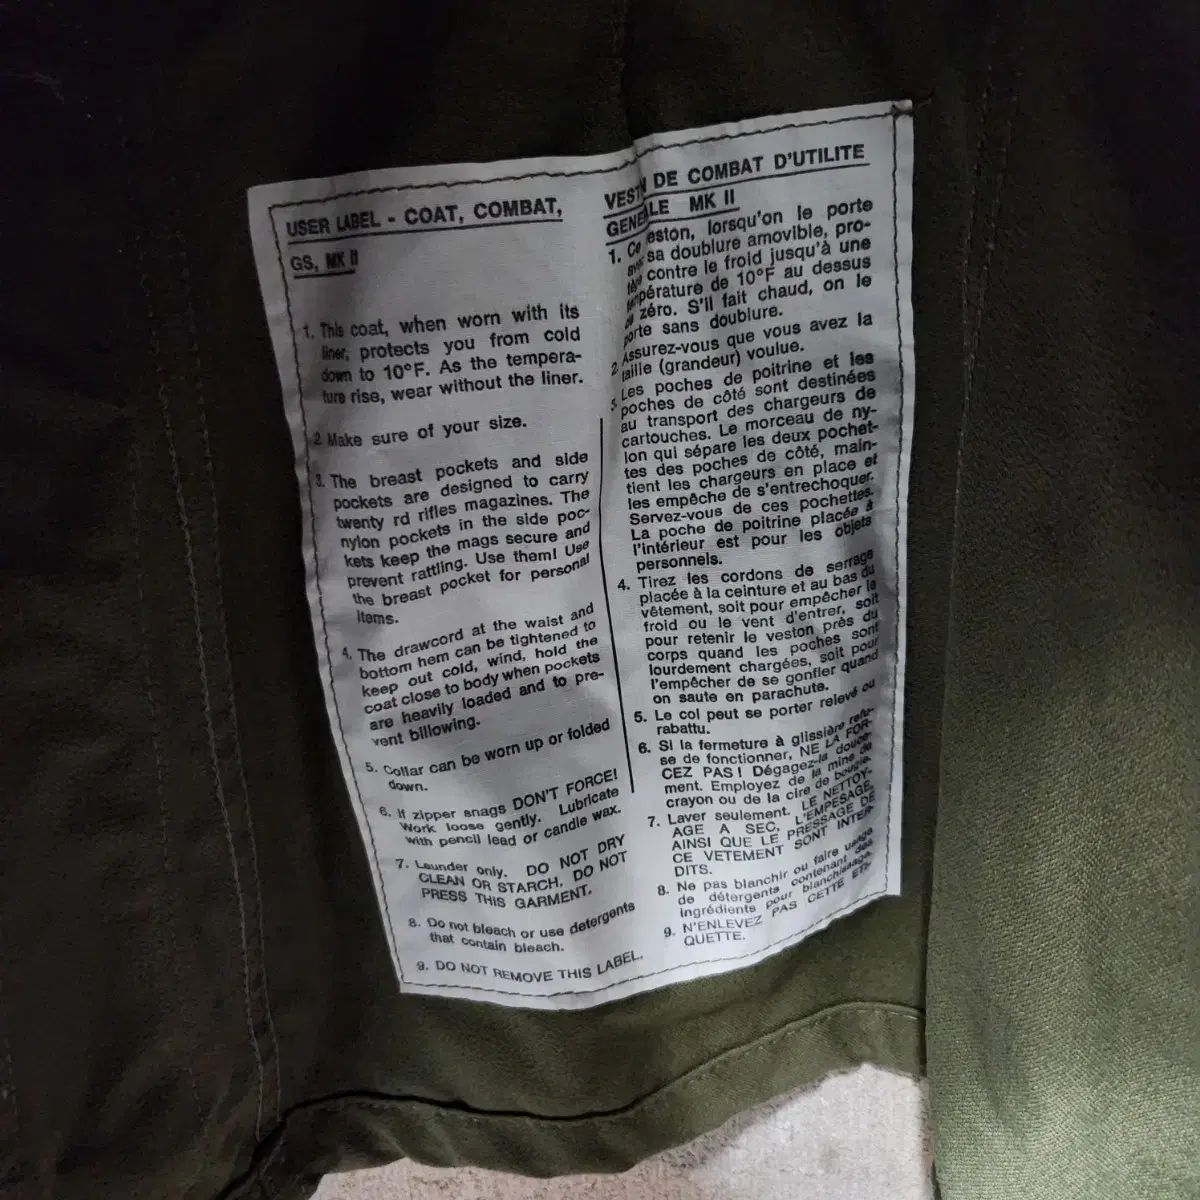 USER LABEL - COAT, COMBAT,
GS, MK II
1. This coat, when worn with its
liner, protects you from cold
down to 10°F. As the tempera-
ture rise, wear without the liner.
2 Make sure of your size.
3. The breast pockets and side
pockets are designed to carry
twenty rd rifles magazines. The
nylon pockets in the side poc-
kets keep the mags secure and
prevent rattling. Use them! Use
the breast pocket for personal
items.
4. The drawcord at the waist and
bottom hem can be tightened to
keep out cold, wind, hold the
coat close to body when pockets
are heavily loaded and to pre-
vent billowing.
5. Collar can be worn up or folded
down.
6. If zipper snags DON'T FORCE!
Work loose gently. Lubricate
with pencil lead or candle wax.
7. Launder only. DO NOT DRY
CLEAN OR STARCH. DO NOT
PRESS THIS GARMENT.
8. Do not bleach or use detergents
that contain bleach.
9. DO NOT REMOVE THIS LABEL.
VESTON DE COMBAT D'UTILITE
GENERALE MK II
1. Ce veston, lorsqu'on le porte
avec sa doublure amovible, pro-
tège contre le froid jusqu'à une
température de 10°F au dessus
de zéro. S'il fait chaud, on le
porte sans doublure.
2. Assurez-vous que vous avez la
taille (grandeur) voulue.
3. Les poches de poitrine et les
poches de côté sont destinées
au transport des chargeurs de
cartouches. Le morceau de ny-
lon qui sépare les deux pochet-
tes des poches de côté, main-
tient les chargeurs en place et
les empêche de s'entrechoquer.
Servez-vous de ces pochettes.
La poche de poitrine placée à
l'intérieur est pour les objets
personnels.
4. Tirez les cordons de serrage
placée à la ceinture et au bas du
vêtement, soit pour empêcher le
froid ou le vent d'entrer, soit
pour retenir le veston près du
corps quand les poches sont
lourdement chargées, soit pour
l'empêcher de se gonfler quand
on saute en parachute.
5. Le col peut se porter relevé ou
rabattu.
6. Si la fermeture à glissière refu-
se de fonctionner, NE LA FOR-
CEZ PAS! Dégagez-la douce-
ment. Employez de la mine de
crayon ou de la cire de bougie.
7. Laver seulement. LE NETTOY-
AGE A SEC, L'EMPESAGE,
AINSI QUE LE PRESSAGE DE
CE VETEMENT SONT INTER-
DITS.
8. Ne pas blanchir ou faire usage
de détergents contenant des
ingrédients pour blanchissage.
9. N'ENLEVEZ PAS CETTE ETI-
QUETTE.